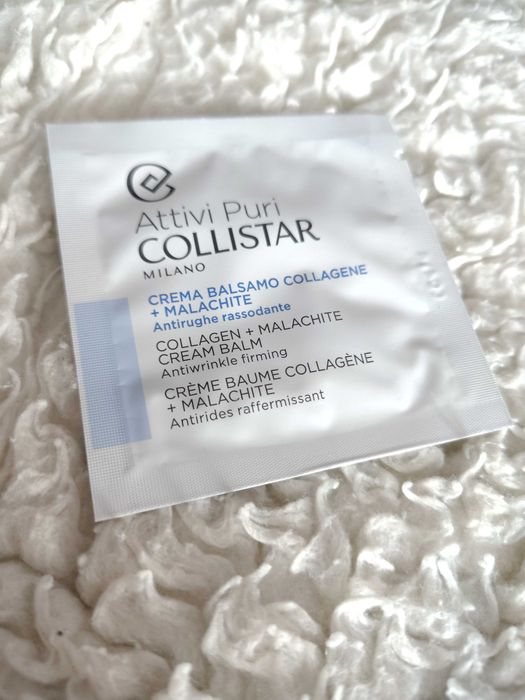 Attivi Puri
COLLISTAR
MILANO
CREMA BALSAMO COLLAGENE
+ MALACHITE
Antirughe rassodante
COLLAGEN + MALACHITE
CREAM BALM
Antiwrinkle firming
CRÈME BAUME COLLAGÈNE
+ MALACHITE
Antirides raffermissant